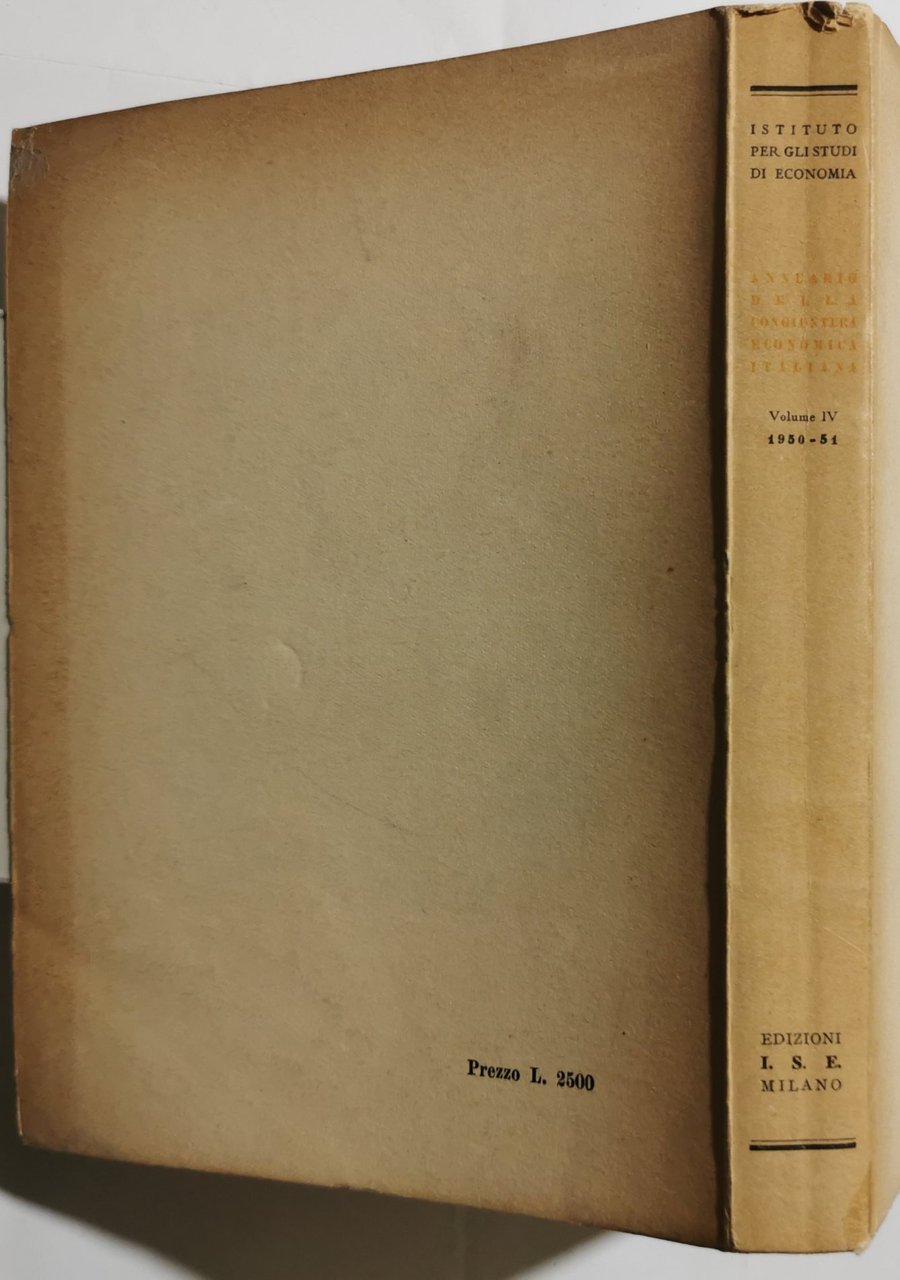 ISTITUTO
PER GLI STUDI
DI ECONOMIA
ANNUARIO
DELLA
CONGIUNTURA
ECONOMICA
ITALIANA
Volume IV
1950-51
EDIZIONI
I. S. E.
MILANO
Prezzo L. 2500